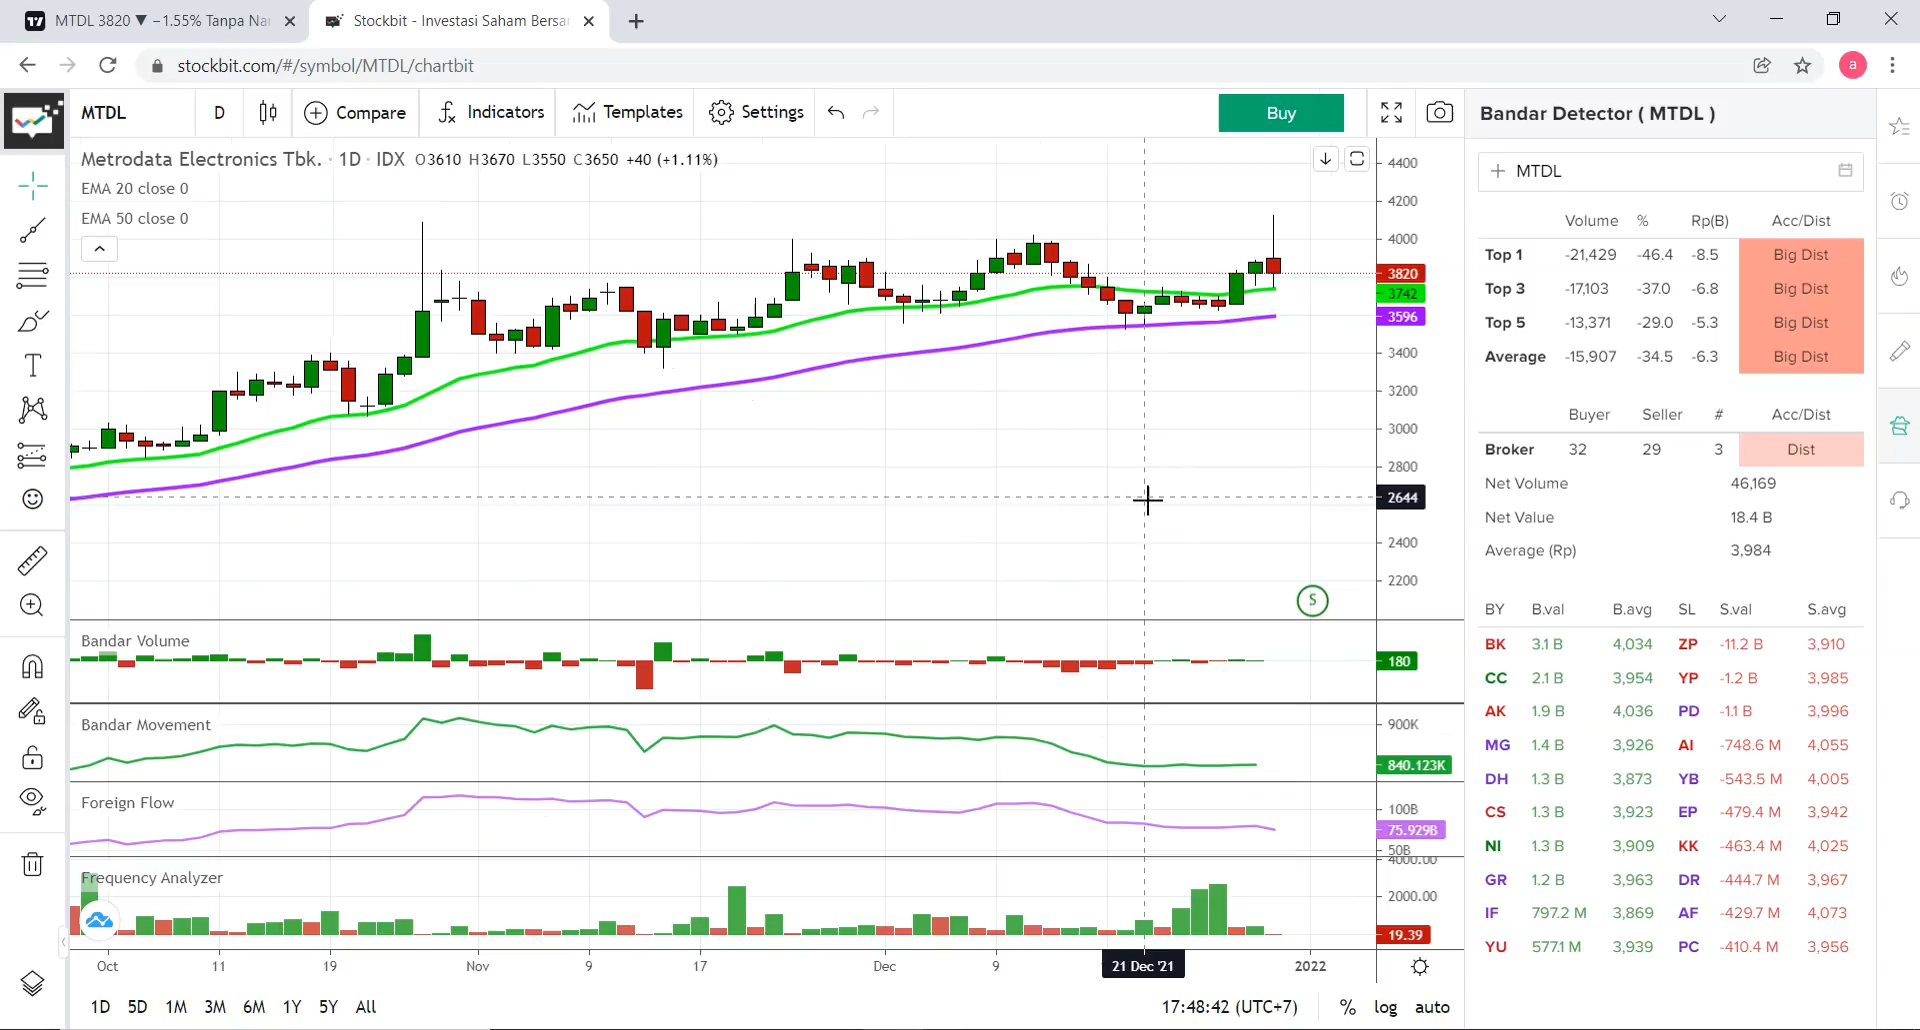 MTDL 3820 ▼ −1.55% Tanpa Na
Stockbit - Investasi Saham Bersa
stockbit.com/#/symbol/MTDL/chartbit
a
MTDL
D
Compare
Indicators
Templates
Settings
Buy
Bandar Detector ( MTDL )
Metrodata Electronics Tbk. · 1D · IDX O3610 H3670 L3550 C3650 +40 (+1.11%)
EMA 20 close 0
EMA 50 close 0
4400
4200
4000
3820
3742
3596
3400
3200
3000
2800
2644
2400
2200
S
Bandar Volume
180
Bandar Movement
900K
840.123K
Foreign Flow
100B
75.929B
50B
Frequency Analyzer
4000.00
2000.00
19.39
Oct 11 19 Nov 9 17 Dec 9 21 Dec '21 2022
1D 5D 1M 3M 6M 1Y 5Y All
17:48:42 (UTC+7) % log auto
MTDL
Volume % Rp(B) Acc/Dist
Top 1 -21,429 -46.4 -8.5 Big Dist
Top 3 -17,103 -37.0 -6.8 Big Dist
Top 5 -13,371 -29.0 -5.3 Big Dist
Average -15,907 -34.5 -6.3 Big Dist
Buyer Seller # Acc/Dist
Broker 32 29 3 Dist
Net Volume 46,169
Net Value 18.4 B
Average (Rp) 3,984
BY B.val B.avg SL S.val S.avg
BK 3.1 B 4,034 ZP -11.2 B 3,910
CC 2.1 B 3,954 YP -1.2 B 3,985
AK 1.9 B 4,036 PD -1.1 B 3,996
MG 1.4 B 3,926 AI -748.6 M 4,055
DH 1.3 B 3,873 YB -543.5 M 4,005
CS 1.3 B 3,923 EP -479.4 M 3,942
NI 1.3 B 3,909 KK -463.4 M 4,025
GR 1.2 B 3,963 DR -444.7 M 3,967
IF 797.2 M 3,869 AF -429.7 M 4,073
YU 577.1 M 3,939 PC -410.4 M 3,956